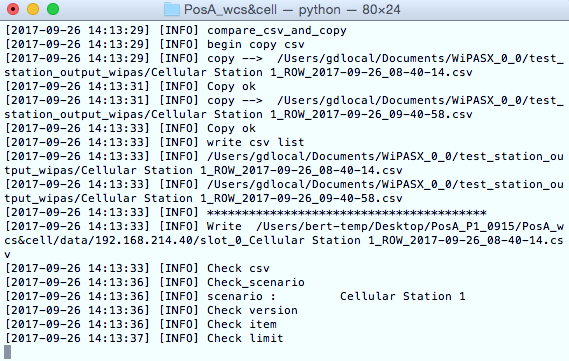 PosA_wcs&cell — python — 80×24
[2017-09-26 14:13:29] [INFO] compare_csv_and_copy
[2017-09-26 14:13:29] [INFO] begin copy csv
[2017-09-26 14:13:29] [INFO] copy --> /Users/gdlocal/Documents/WiPASX_0_0/test_
station_output_wipas/Cellular Station 1_ROW_2017-09-26_08-40-14.csv
[2017-09-26 14:13:31] [INFO] Copy ok
[2017-09-26 14:13:31] [INFO] copy --> /Users/gdlocal/Documents/WiPASX_0_0/test_
station_output_wipas/Cellular Station 1_ROW_2017-09-26_09-40-58.csv
[2017-09-26 14:13:33] [INFO] Copy ok
[2017-09-26 14:13:33] [INFO] write csv list
[2017-09-26 14:13:33] [INFO] /Users/gdlocal/Documents/WiPASX_0_0/test_station_ou
tput_wipas/Cellular Station 1_ROW_2017-09-26_08-40-14.csv
[2017-09-26 14:13:33] [INFO] /Users/gdlocal/Documents/WiPASX_0_0/test_station_ou
tput_wipas/Cellular Station 1_ROW_2017-09-26_09-40-58.csv
[2017-09-26 14:13:33] [INFO] ****************************************
[2017-09-26 14:13:33] [INFO] Write /Users/bert-temp/Desktop/PosA_P1_0915/PosA_w
cs&cell/data/192.168.214.40/slot_0_Cellular Station 1_ROW_2017-09-26_08-40-14.cs
v
[2017-09-26 14:13:33] [INFO] Check csv
[2017-09-26 14:13:36] [INFO] Check_scenario
[2017-09-26 14:13:36] [INFO] scenario : Cellular Station 1
[2017-09-26 14:13:36] [INFO] Check version
[2017-09-26 14:13:36] [INFO] Check item
[2017-09-26 14:13:37] [INFO] Check limit